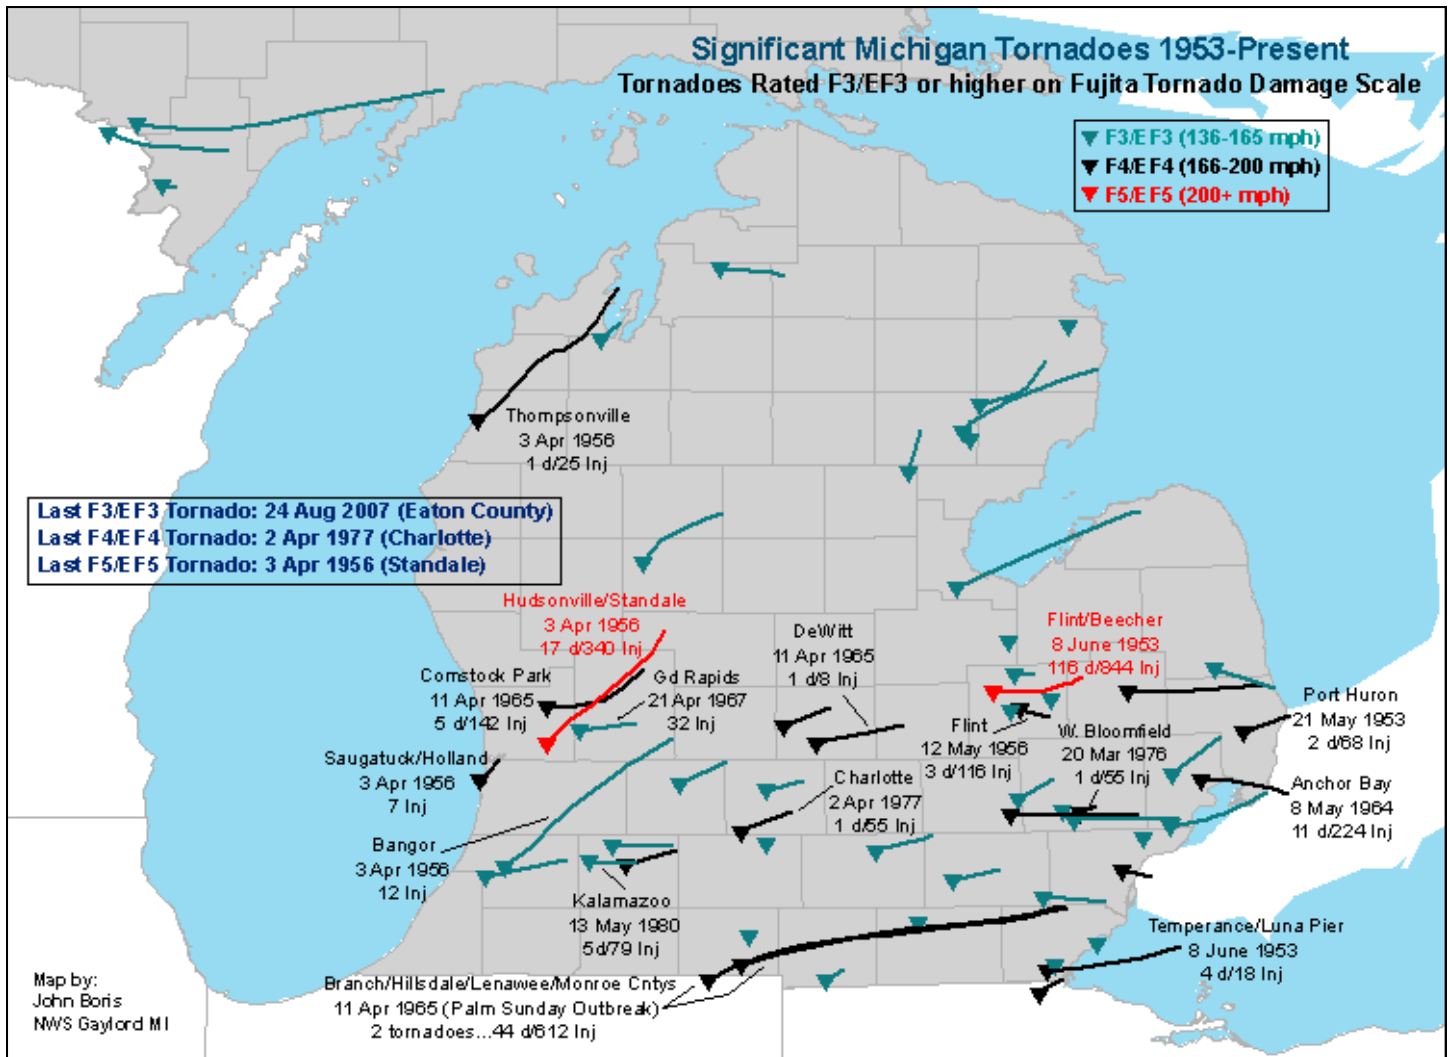 Significant Michigan Tornadoes 1953-Present
Tornadoes Rated F3/EF3 or higher on Fujita Tornado Damage Scale
F3/EF3 (136-165 mph)
F4/EF4 (166-200 mph)
F5/EF5 (200+ mph)
Thompsonville
3 Apr 1956
1 d/25 Inj
Last F3/EF3 Tornado: 24 Aug 2007 (Eaton County)
Last F4/EF4 Tornado: 2 Apr 1977 (Charlotte)
Last F5/EF5 Tornado: 3 Apr 1956 (Standale)
Hudsonville/Standale
3 Apr 1956
17 d/340 Inj
DeWitt
11 Apr 1965
1 d/8 Inj
Flint/Beecher
8 June 1953
116 d/844 Inj
Comstock Park
11 Apr 1965
5 d/142 Inj
Gd Rapids
21 Apr 1967
32 Inj
Port Huron
21 May 1953
2 d/68 Inj
Flint
12 May 1956
3 d/116 Inj
W. Bloomfield
20 Mar 1976
1 d/55 Inj
Saugatuck/Holland
3 Apr 1956
7 Inj
Charlotte
2 Apr 1977
1 d/55 Inj
Anchor Bay
8 May 1964
11 d/224 Inj
Bangor
3 Apr 1956
12 Inj
Kalamazoo
13 May 1980
5d/79 Inj
Temperance/Luna Pier
8 June 1953
4 d/18 Inj
Branch/Hillsdale/Lenawee/Monroe Cntys
11 Apr 1965 (Palm Sunday Outbreak)
2 tornadoes...44 d/612 Inj
Map by:
John Boris
NWS Gaylord MI